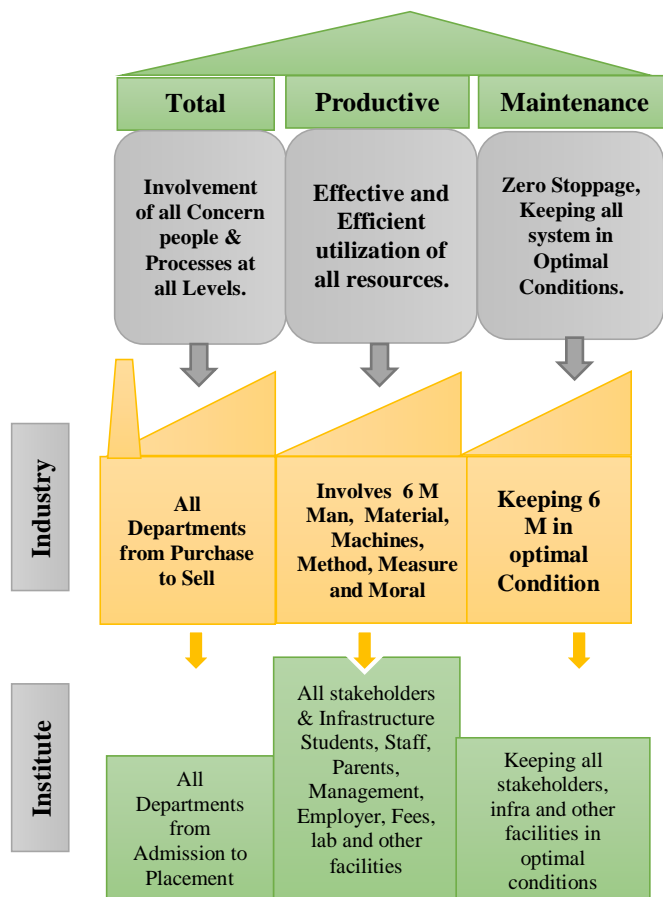 Total
Productive
Maintenance
Involvement
of all Concern
people &
Processes at
all Levels.
Effective and
Efficient
utilization of
all resources.
Zero Stoppage,
Keeping all
system in
Optimal
Conditions.
Industry
All
Departments
from Purchase
to Sell
Involves 6 M
Man, Material,
Machines,
Method, Measure
and Moral
Keeping 6
M in
optimal
Condition
Institute
All
Departments
from
Admission to
Placement
All stakeholders
& Infrastructure
Students, Staff,
Parents,
Management,
Employer, Fees,
lab and other
facilities
Keeping all
stakeholders,
infra and other
facilities in
optimal
conditions